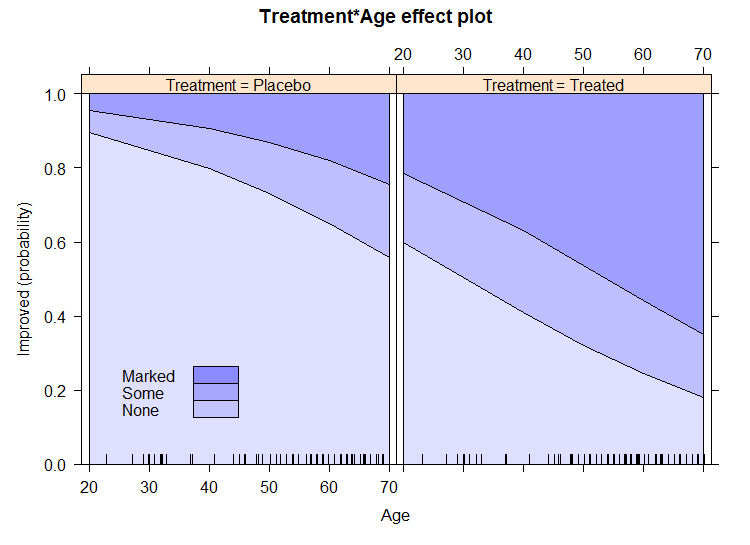 Treatment*Age effect plot
20 30 40 50 60 70
Treatment = Placebo
Treatment = Treated
1.0
0.8
0.6
0.4
0.2
0.0
Improved (probability)
Marked
Some
None
20 30 40 50 60 70
Age